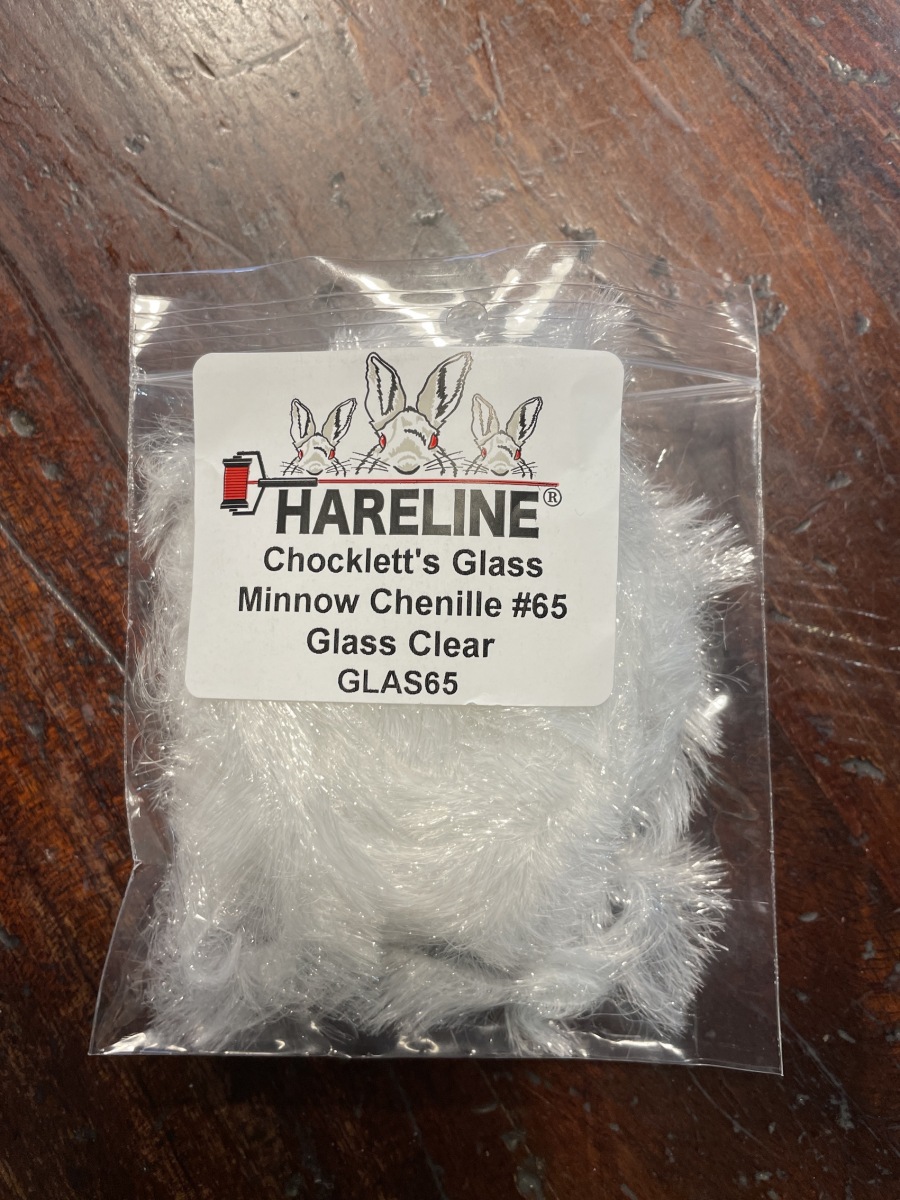 HARELINE®
Chocklett's Glass
Minnow Chenille #65
Glass Clear
GLAS65